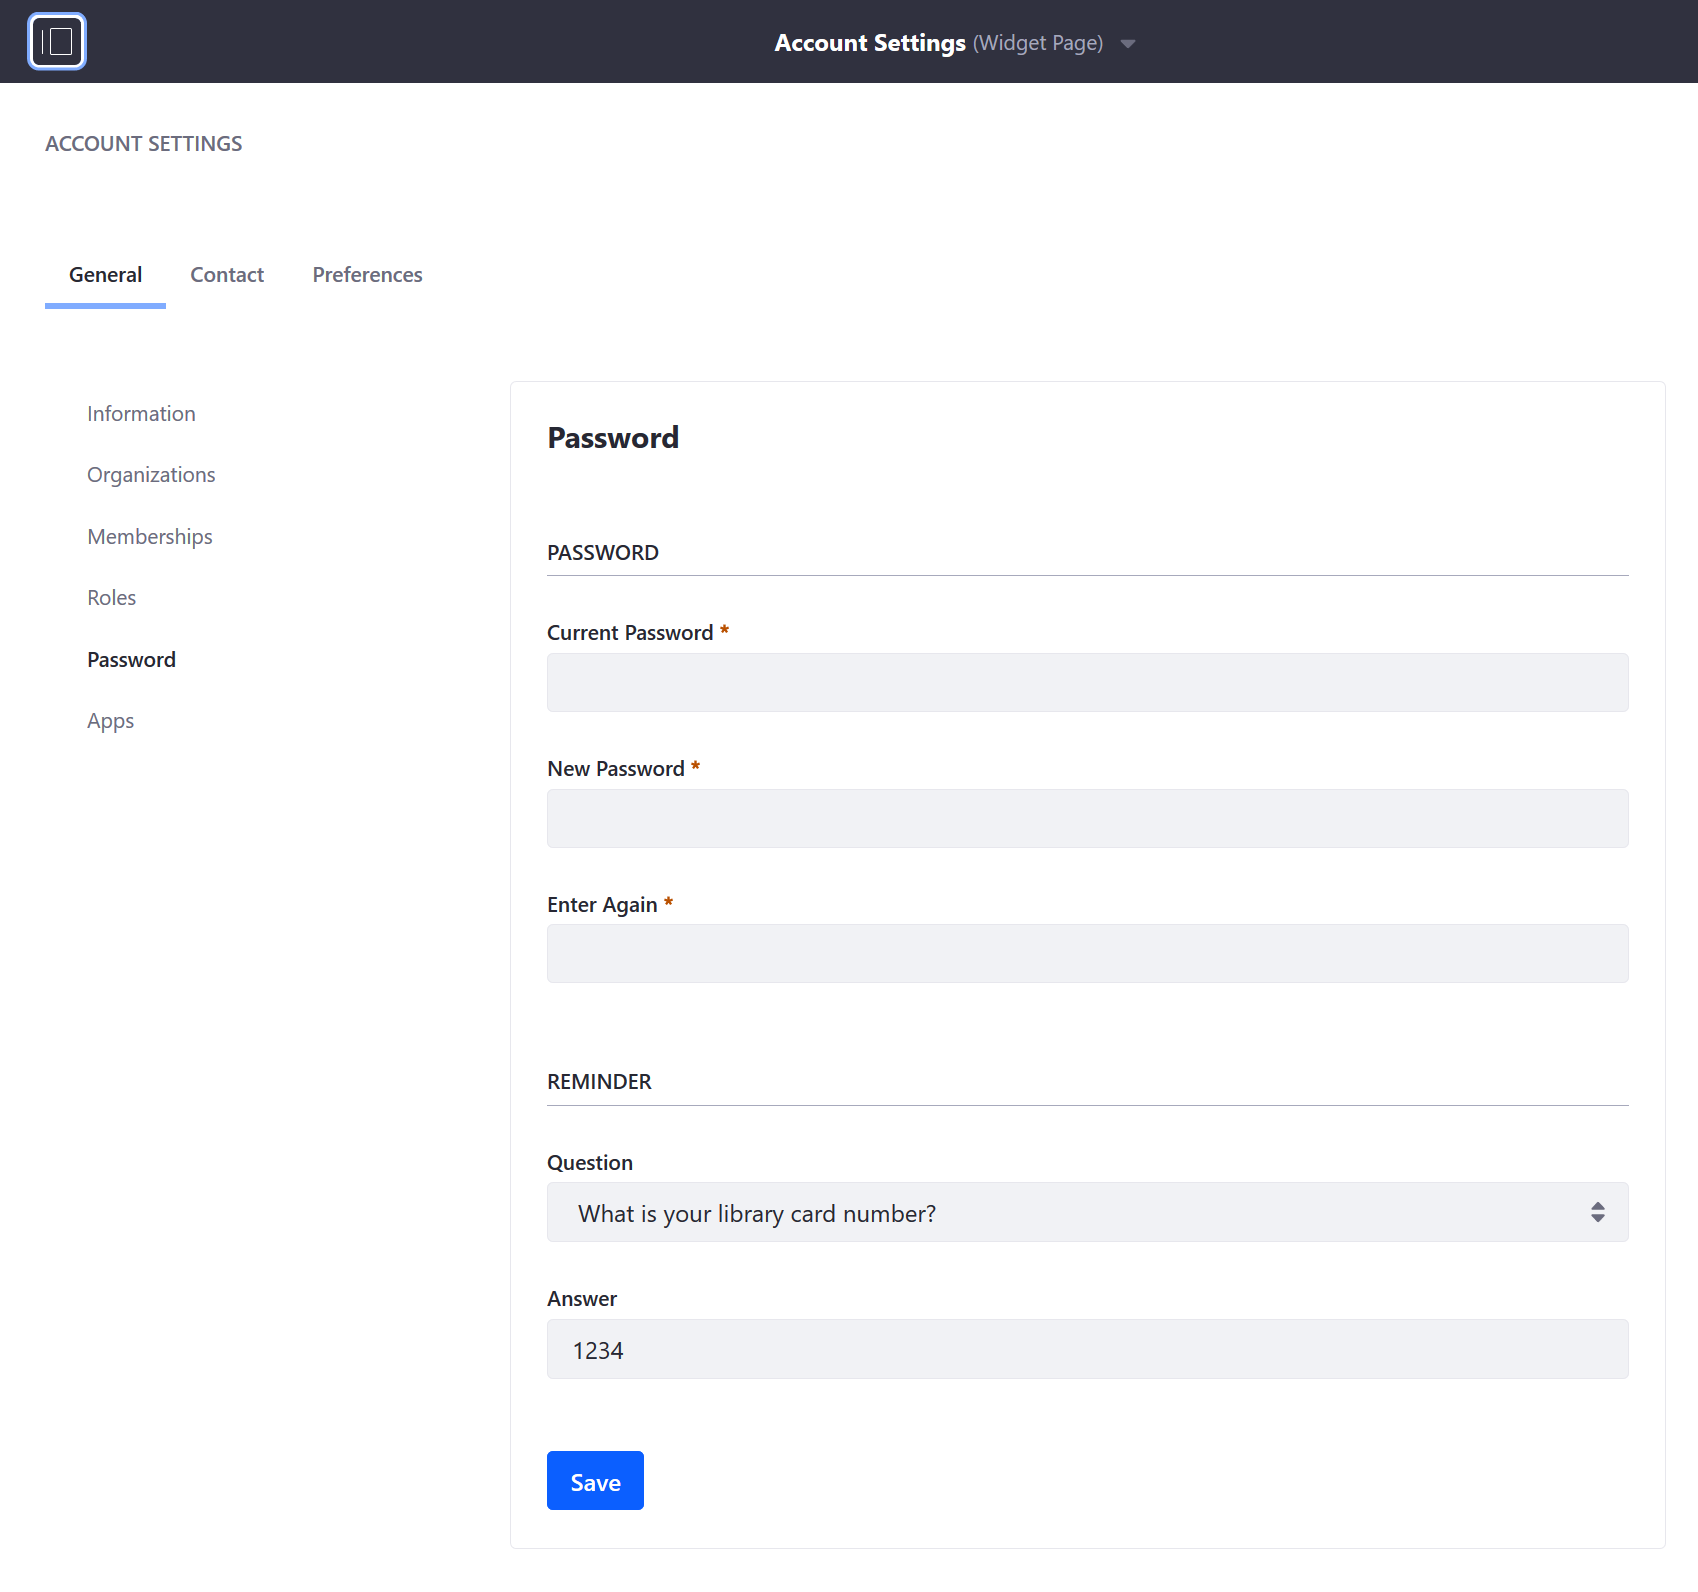 Account Settings (Widget Page)
ACCOUNT SETTINGS
General Contact Preferences
Information
Organizations
Memberships
Roles
Password
Apps
Password
PASSWORD
Current Password *
New Password *
Enter Again *
REMINDER
Question
What is your library card number?
Answer
1234
Save